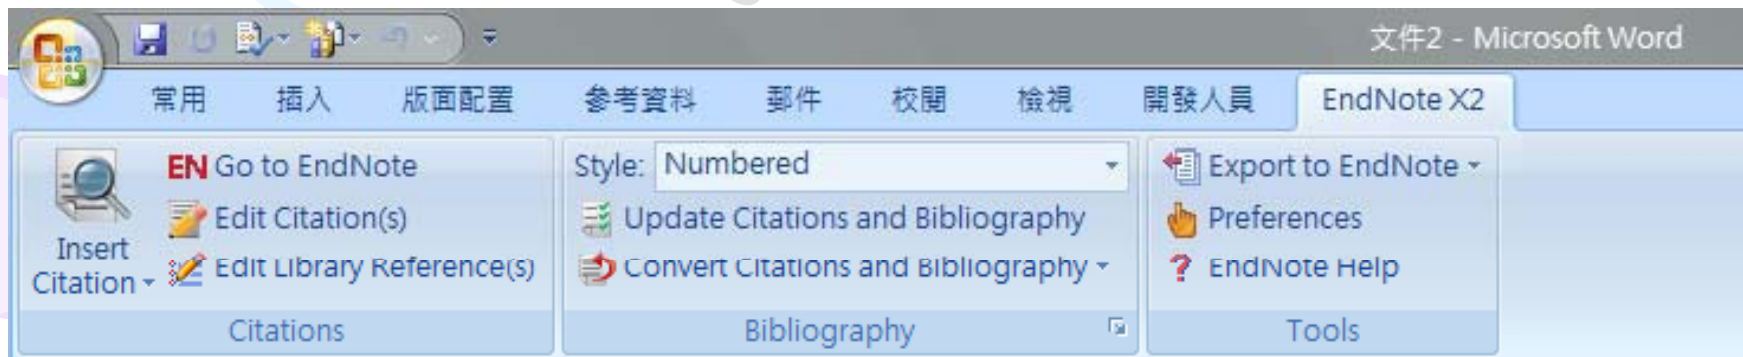 文件2 - Microsoft Word
常用 插入 版面配置 參考資料 郵件 校閱 檢視 開發人員 EndNote X2
Insert Citation
EN Go to EndNote
Edit Citation(s)
Edit Library Reference(s)
Citations
Style: Numbered
Update Citations and Bibliography
Convert Citations and Bibliography
Bibliography
Export to EndNote
Preferences
? EndNote Help
Tools